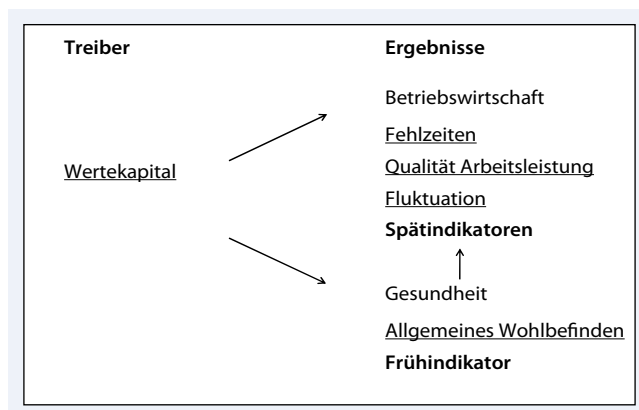 Treiber
Ergebnisse
Betriebswirtschaft
Fehlzeiten
Wertekapital
Qualität Arbeitsleistung
Fluktuation
Spätindikatoren
Gesundheit
Allgemeines Wohlbefinden
Frühindikator